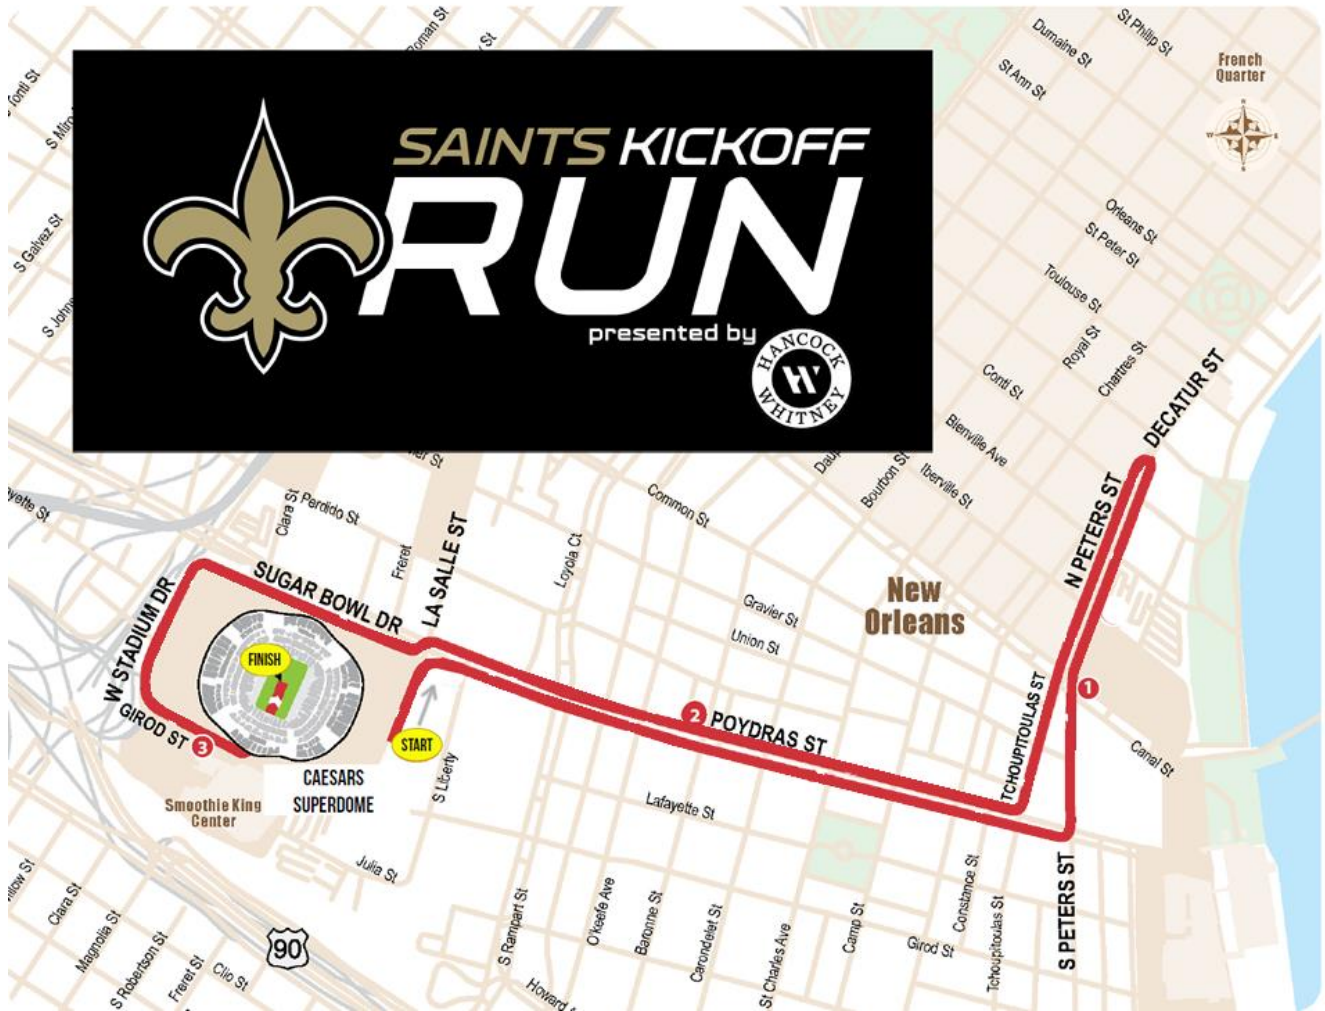 SAINTS KICKOFF
RUN
presented by
HANCOCK
WHITNEY
St Philip St
Dumaine St
St Ann St
French
Quarter
N
W
E
S
Orleans St
St Peter St
Toulouse St
Royal St
Chartres St
Conti St
Bienville Ave
Iberville St
Bourbon St
DECATUR ST
N PETERS ST
S Galvez St
Common St
Clara St
Perdido St
Freret
LA SALLE ST
Loyola Ct
Gravier St
Union St
New
Orleans
SUGAR BOWL DR
W STADIUM DR
GIROD ST
3
FINISH
START
CAESARS
SUPERDOME
Smoothie King
Center
S Liberty
2
POYDRAS ST
TCHOUPITOULAS ST
1
Canal St
Lafayette St
Julia St
S PETERS ST
Clara St
Magnolia St
S Robertson St
Freret St
Clio St
90
S Rampart St
O'keefe Ave
Baronne St
Carondelet St
St Charles Ave
Camp St
Girod St
Constance St
Tchoupitoulas St